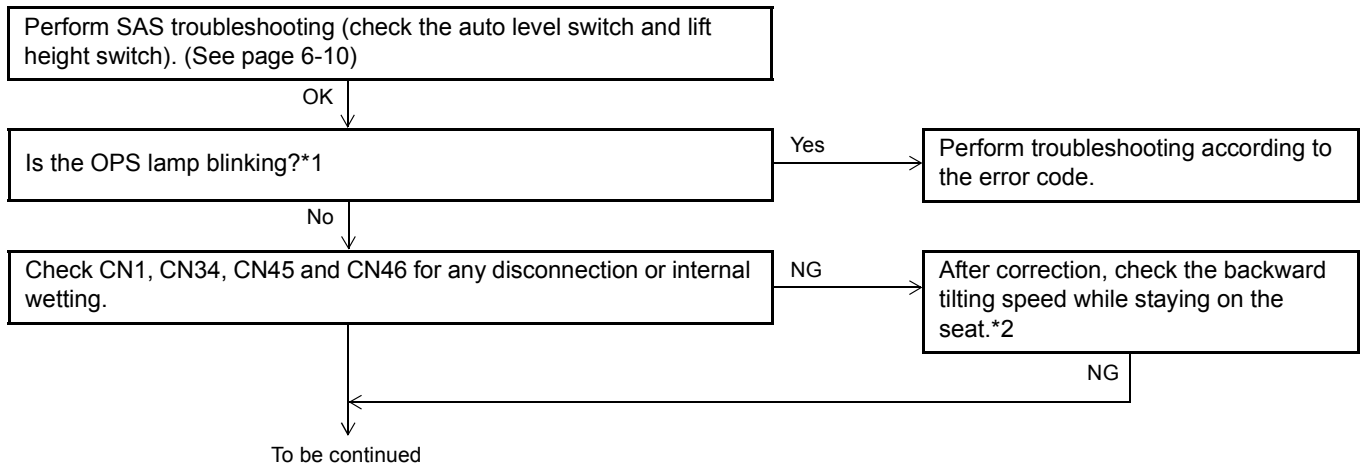 Perform SAS troubleshooting (check the auto level switch and lift
height switch). (See page 6-10)
OK
Is the OPS lamp blinking?*1
Yes
Perform troubleshooting according to
the error code.
No
Check CN1, CN34, CN45 and CN46 for any disconnection or internal
wetting.
NG
After correction, check the backward
tilting speed while staying on the
seat.*2
NG
To be continued